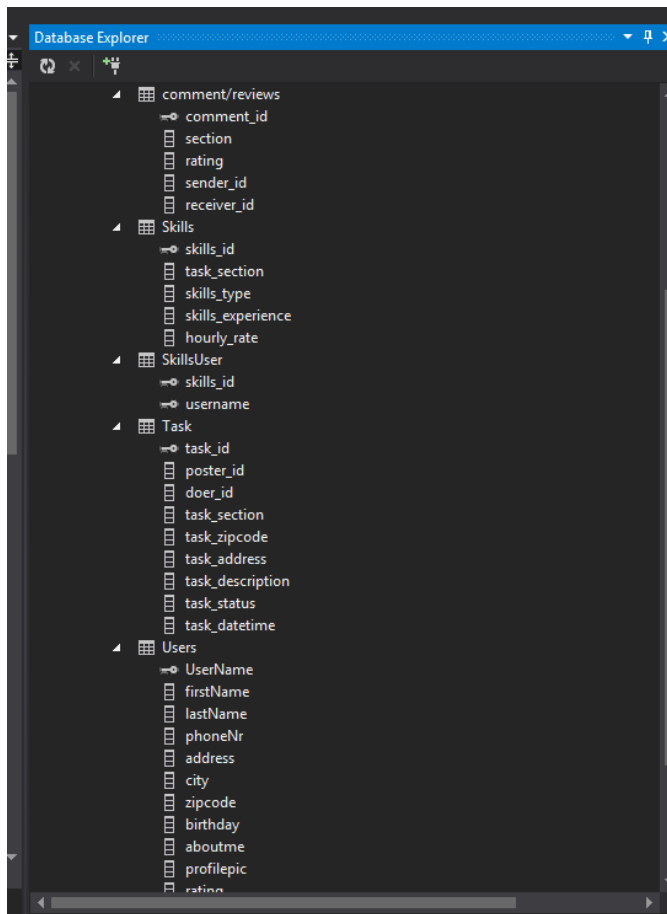 Database Explorer
comment/reviews
comment_id
section
rating
sender_id
receiver_id
Skills
skills_id
task_section
skills_type
skills_experience
hourly_rate
SkillsUser
skills_id
username
Task
task_id
poster_id
doer_id
task_section
task_zipcode
task_address
task_description
task_status
task_datetime
Users
UserName
firstName
lastName
phoneNr
address
city
zipcode
birthday
aboutme
profilepic
rating